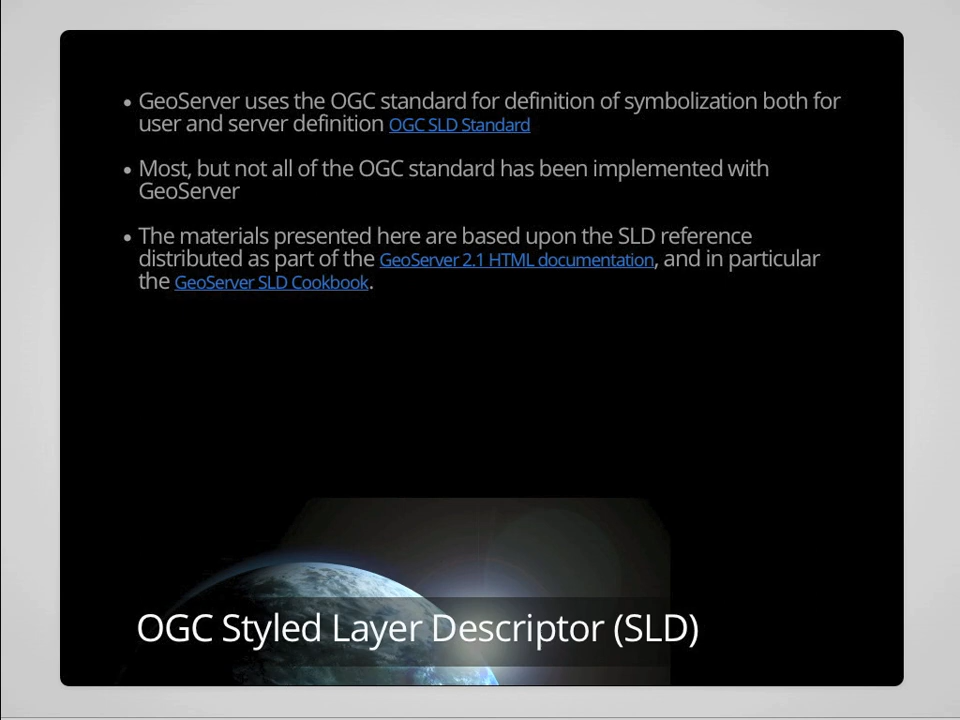 • GeoServer uses the OGC standard for definition of symbolization both for
user and server definition OGC SLD Standard
• Most, but not all of the OGC standard has been implemented with
GeoServer
• The materials presented here are based upon the SLD reference
distributed as part of the GeoServer 2.1 HTML documentation, and in particular
the GeoServer SLD Cookbook.
OGC Styled Layer Descriptor (SLD)